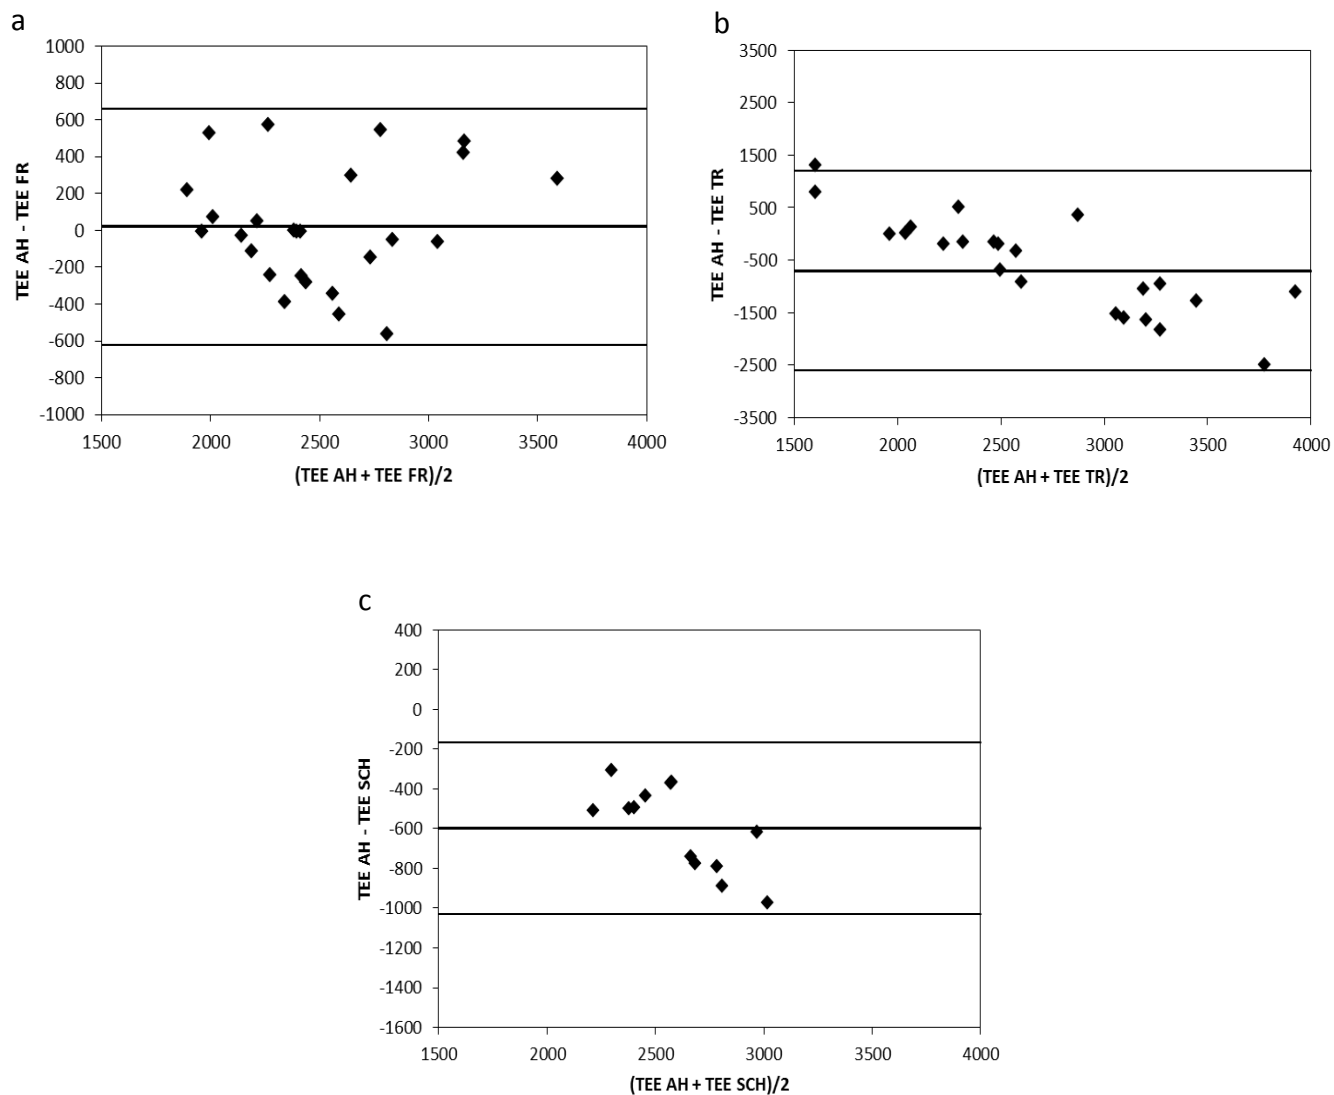 a
1000
800
600
400
200
0
-200
-400
-600
-800
-1000
TEE AH - TEE FR
1500 2000 2500 3000 3500 4000
(TEE AH + TEE FR)/2
b
3500
2500
1500
500
-500
-1500
-2500
-3500
TEE AH - TEE TR
1500 2000 2500 3000 3500 4000
(TEE AH + TEE TR)/2
c
400
200
0
-200
-400
-600
-800
-1000
-1200
-1400
-1600
TEE AH - TEE SCH
1500 2000 2500 3000 3500 4000
(TEE AH + TEE SCH)/2